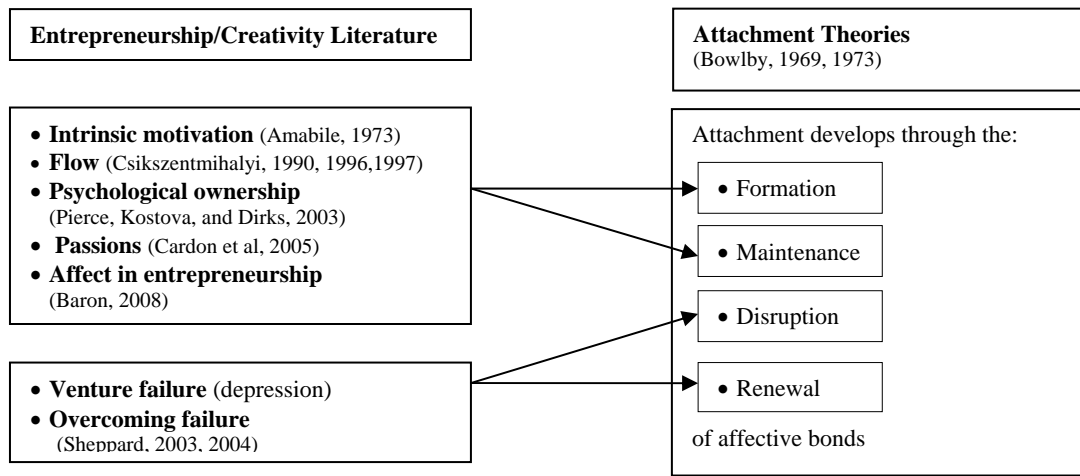 Entrepreneurship/Creativity Literature
• Intrinsic motivation (Amabile, 1973)
• Flow (Csikszentmihalyi, 1990, 1996,1997)
• Psychological ownership
(Pierce, Kostova, and Dirks, 2003)
• Passions (Cardon et al, 2005)
• Affect in entrepreneurship
(Baron, 2008)
• Venture failure (depression)
• Overcoming failure
(Sheppard, 2003, 2004)
Attachment Theories
(Bowlby, 1969, 1973)
Attachment develops through the:
• Formation
• Maintenance
• Disruption
• Renewal
of affective bonds